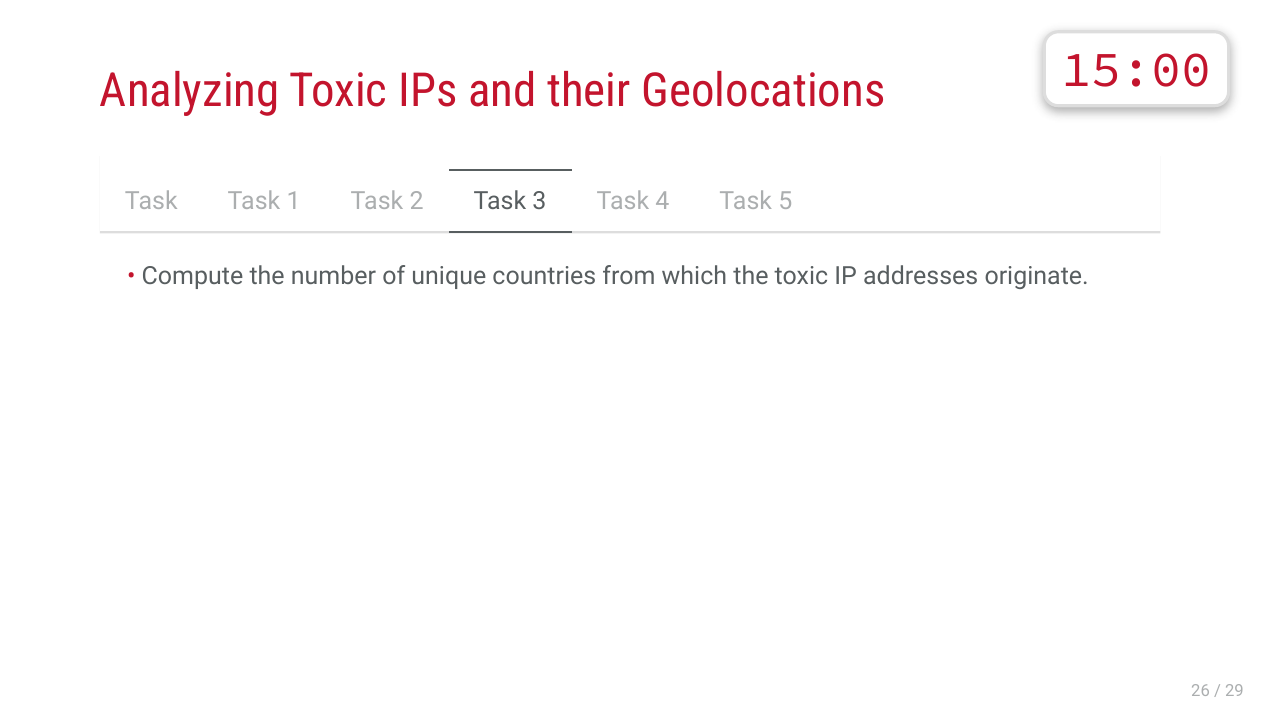 Analyzing Toxic IPs and their Geolocations
15:00
Task Task 1 Task 2 Task 3 Task 4 Task 5
• Compute the number of unique countries from which the toxic IP addresses originate.
26 / 29